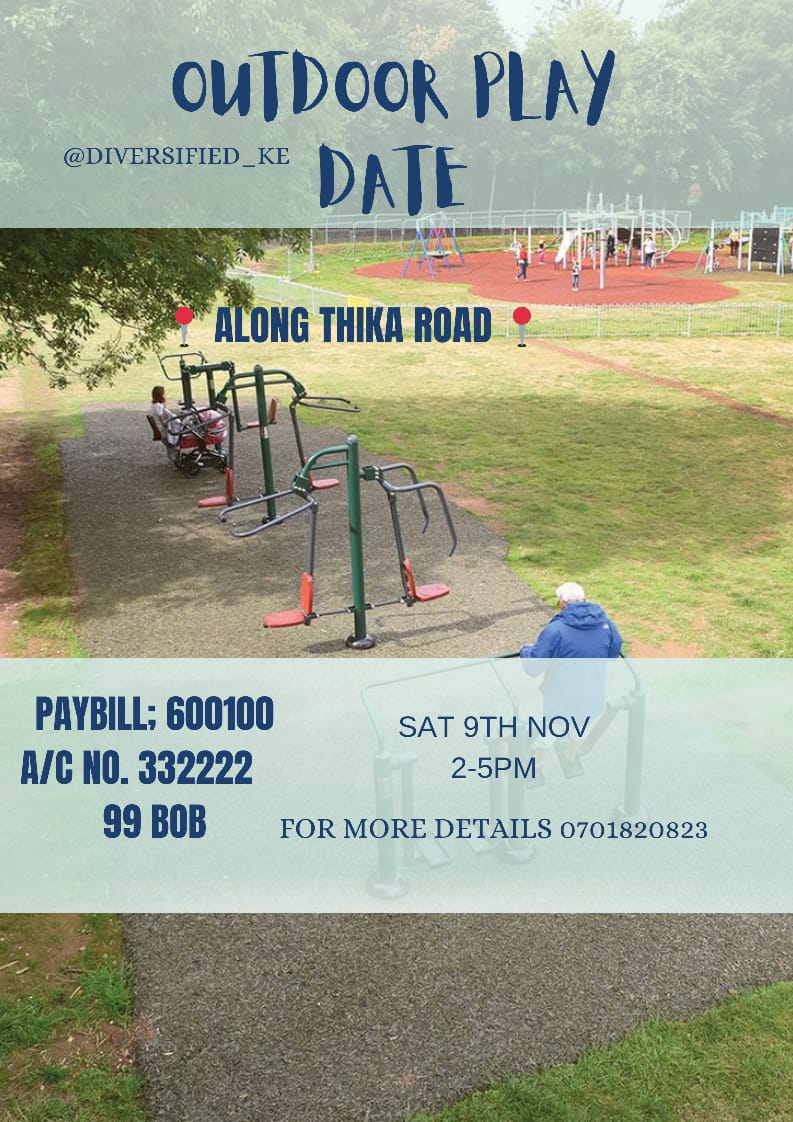 OUTDOOR PLAY
DATE
@DIVERSIFIED_KE
ALONG THIKA ROAD
PAYBILL; 600100
A/C NO. 332222
99 BOB
SAT 9TH NOV
2-5PM
FOR MORE DETAILS 0701820823